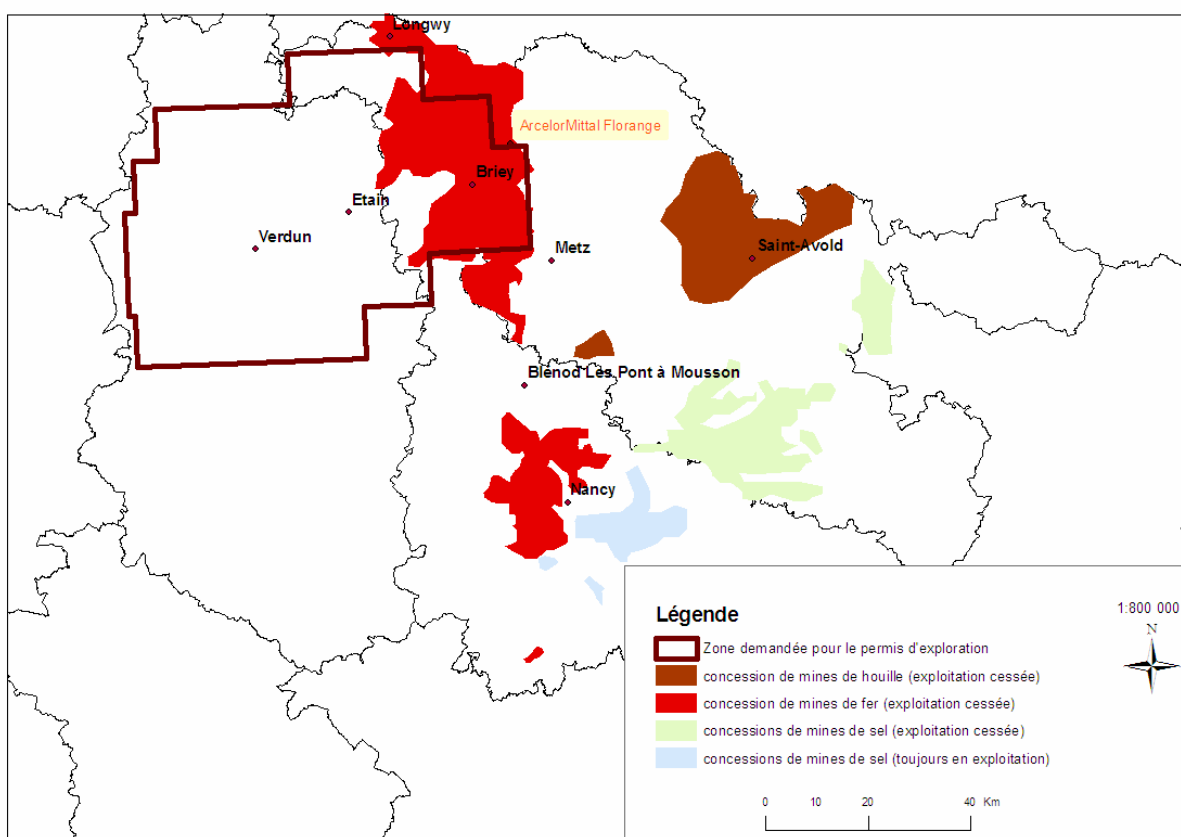 Longwy
ArcelorMittal Florange
Briey
Etain
Verdun
Metz
Saint-Avold
Blénod Lès Pont à Mousson
Nancy
Légende
1:800 000
N
Zone demandée pour le permis d'exploration
concession de mines de houille (exploitation cessée)
concession de mines de fer (exploitation cessée)
concessions de mines de sel (exploitation cessée)
concessions de mines de sel (toujours en exploitation)
0 10 20 40 Km